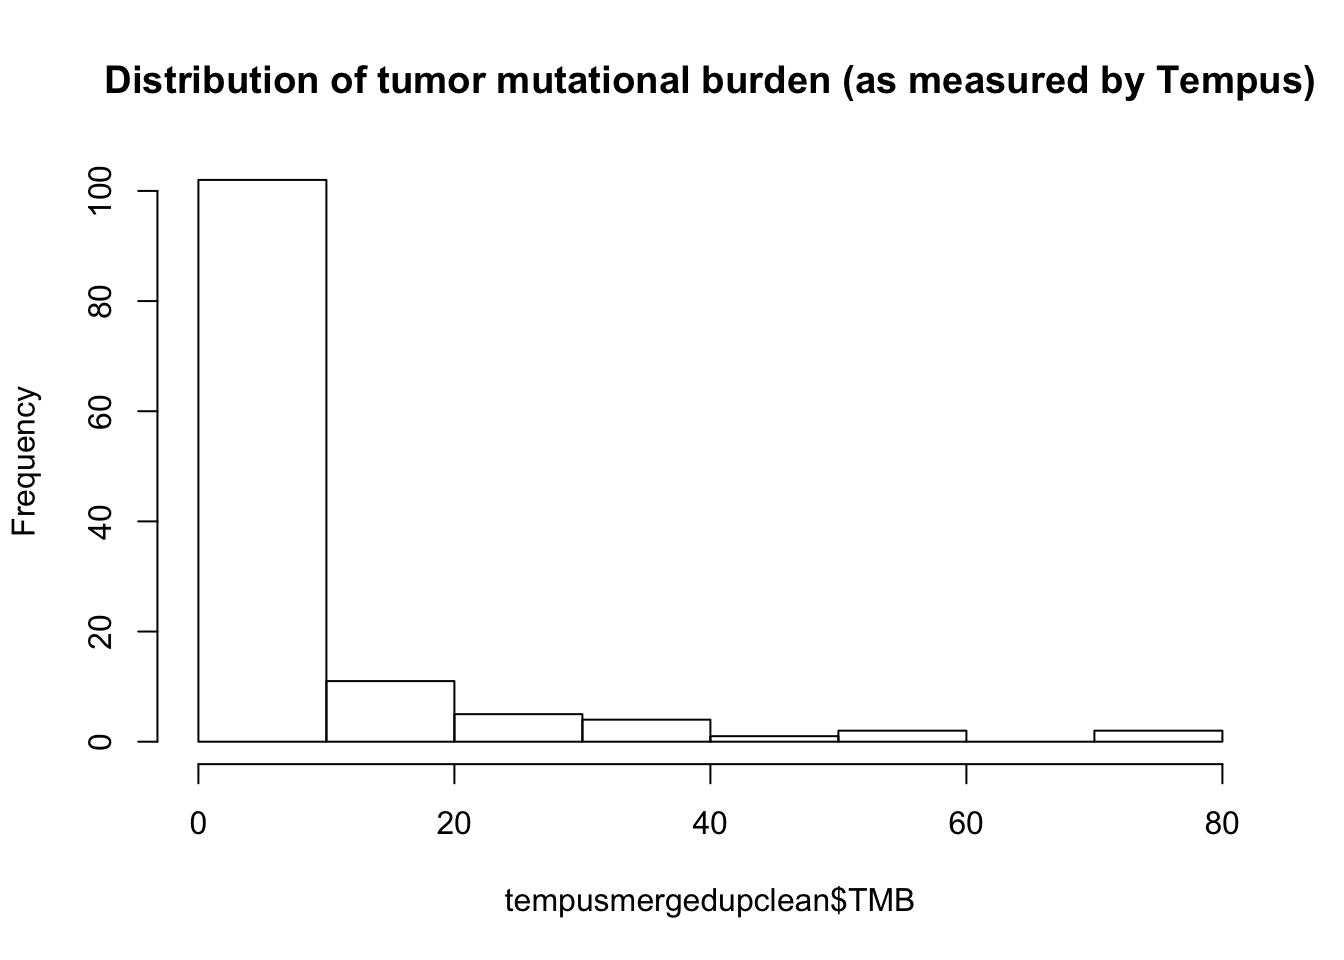 Distribution of tumor mutational burden (as measured by Tempus)
100
80
60
40
20
0
Frequency
0 20 40 60 80
tempusmergedupclean$TMB